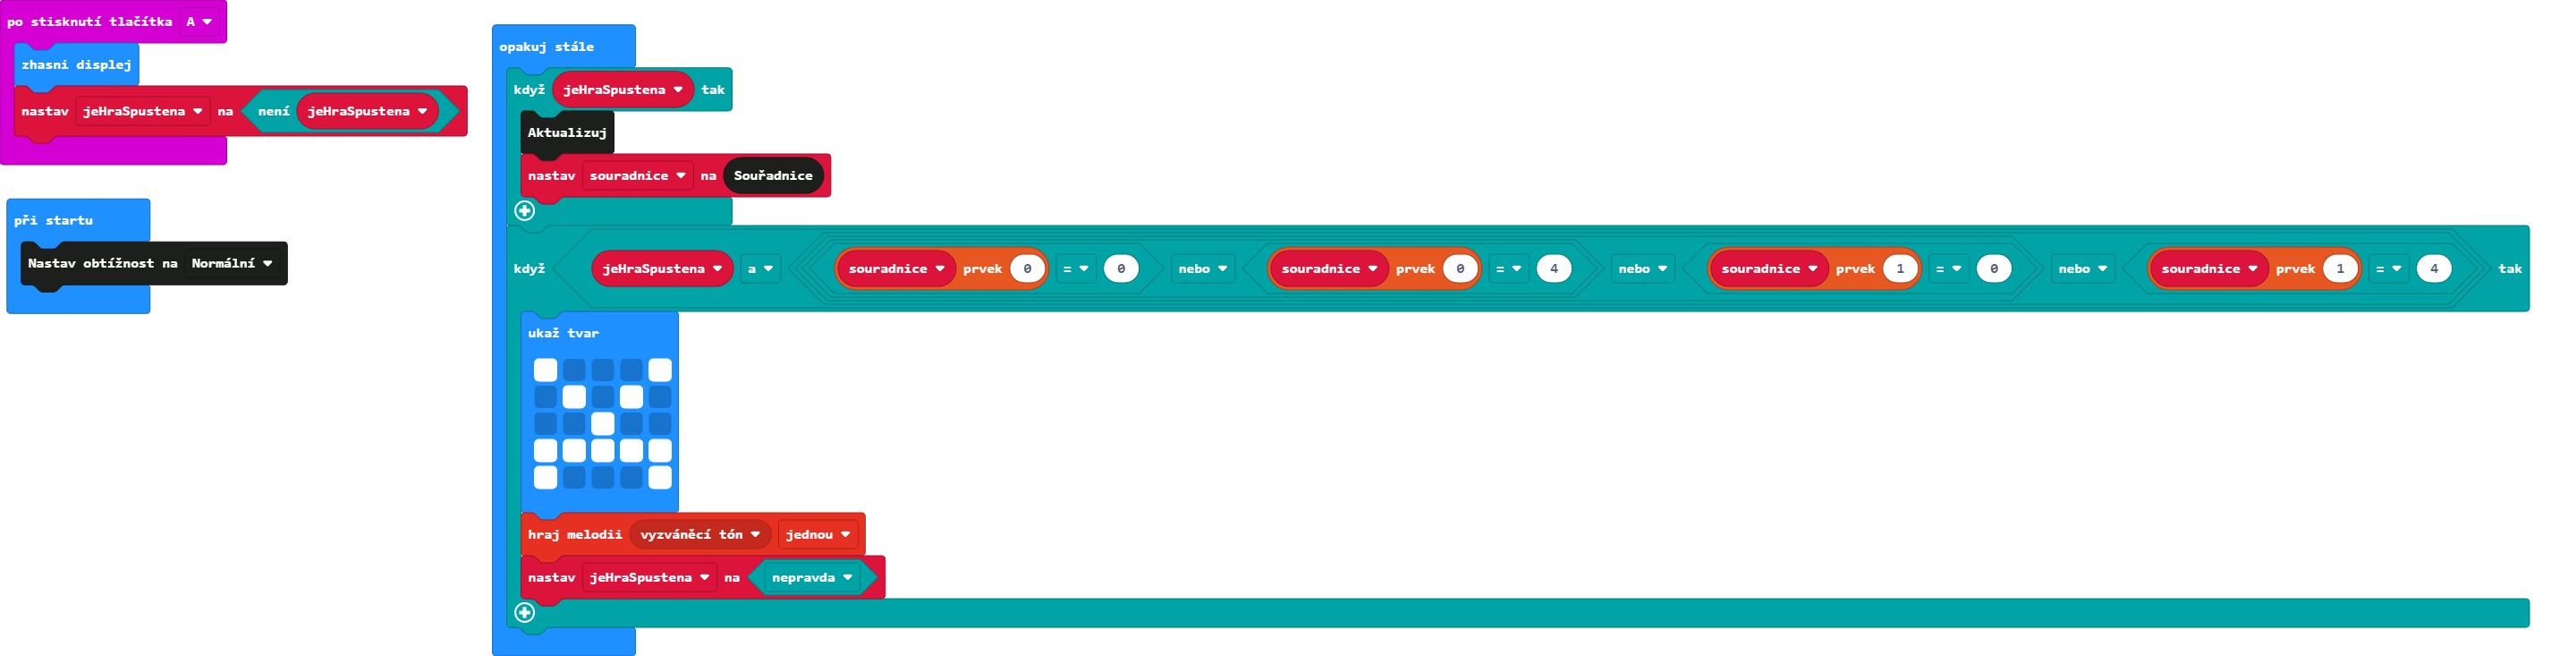 po stisknutí tlačítka A
zhasni displej
nastav jeHraSpustena na není jeHraSpustena
při startu
Nastav obtížnost na Normální
opakuj stále
když jeHraSpustena tak
Aktualizuj
nastav souradnice na Souřadnice
když jeHraSpustena a souradnice prvek 0 = 0 nebo souradnice prvek 0 = 4 nebo souradnice prvek 1 = 0 nebo souradnice prvek 1 = 4 tak
ukaž tvar
hraj melodii vyzváněcí tón jednou
nastav jeHraSpustena na nepravda